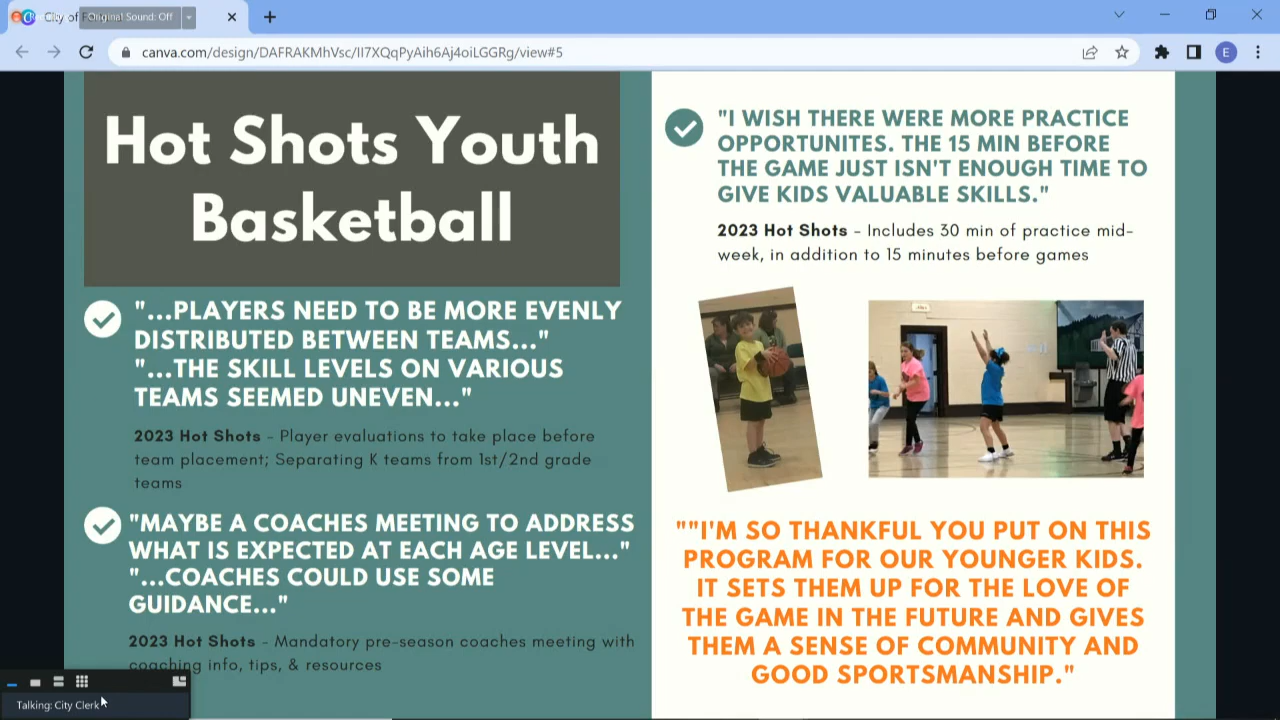 City of F
Original Sound: Off
canva.com/design/DAFRAKMhVsc/II7XQqPyAih6Aj4oiLGGRg/view#5
E
Hot Shots Youth
Basketball
"...PLAYERS NEED TO BE MORE EVENLY
DISTRIBUTED BETWEEN TEAMS..."
"...THE SKILL LEVELS ON VARIOUS
TEAMS SEEMED UNEVEN..."
2023 Hot Shots - Player evaluations to take place before
team placement; Separating K teams from 1st/2nd grade
teams
"MAYBE A COACHES MEETING TO ADDRESS
WHAT IS EXPECTED AT EACH AGE LEVEL..."
"...COACHES COULD USE SOME
GUIDANCE..."
2023 Hot Shots - Mandatory pre-season coaches meeting with
coaching info, tips, & resources
"I WISH THERE WERE MORE PRACTICE
OPPORTUNITES. THE 15 MIN BEFORE
THE GAME JUST ISN'T ENOUGH TIME TO
GIVE KIDS VALUABLE SKILLS."
2023 Hot Shots - Includes 30 min of practice mid-
week, in addition to 15 minutes before games
""I'M SO THANKFUL YOU PUT ON THIS
PROGRAM FOR OUR YOUNGER KIDS.
IT SETS THEM UP FOR THE LOVE OF
THE GAME IN THE FUTURE AND GIVES
THEM A SENSE OF COMMUNITY AND
GOOD SPORTSMANSHIP."
Talking: City Clerk